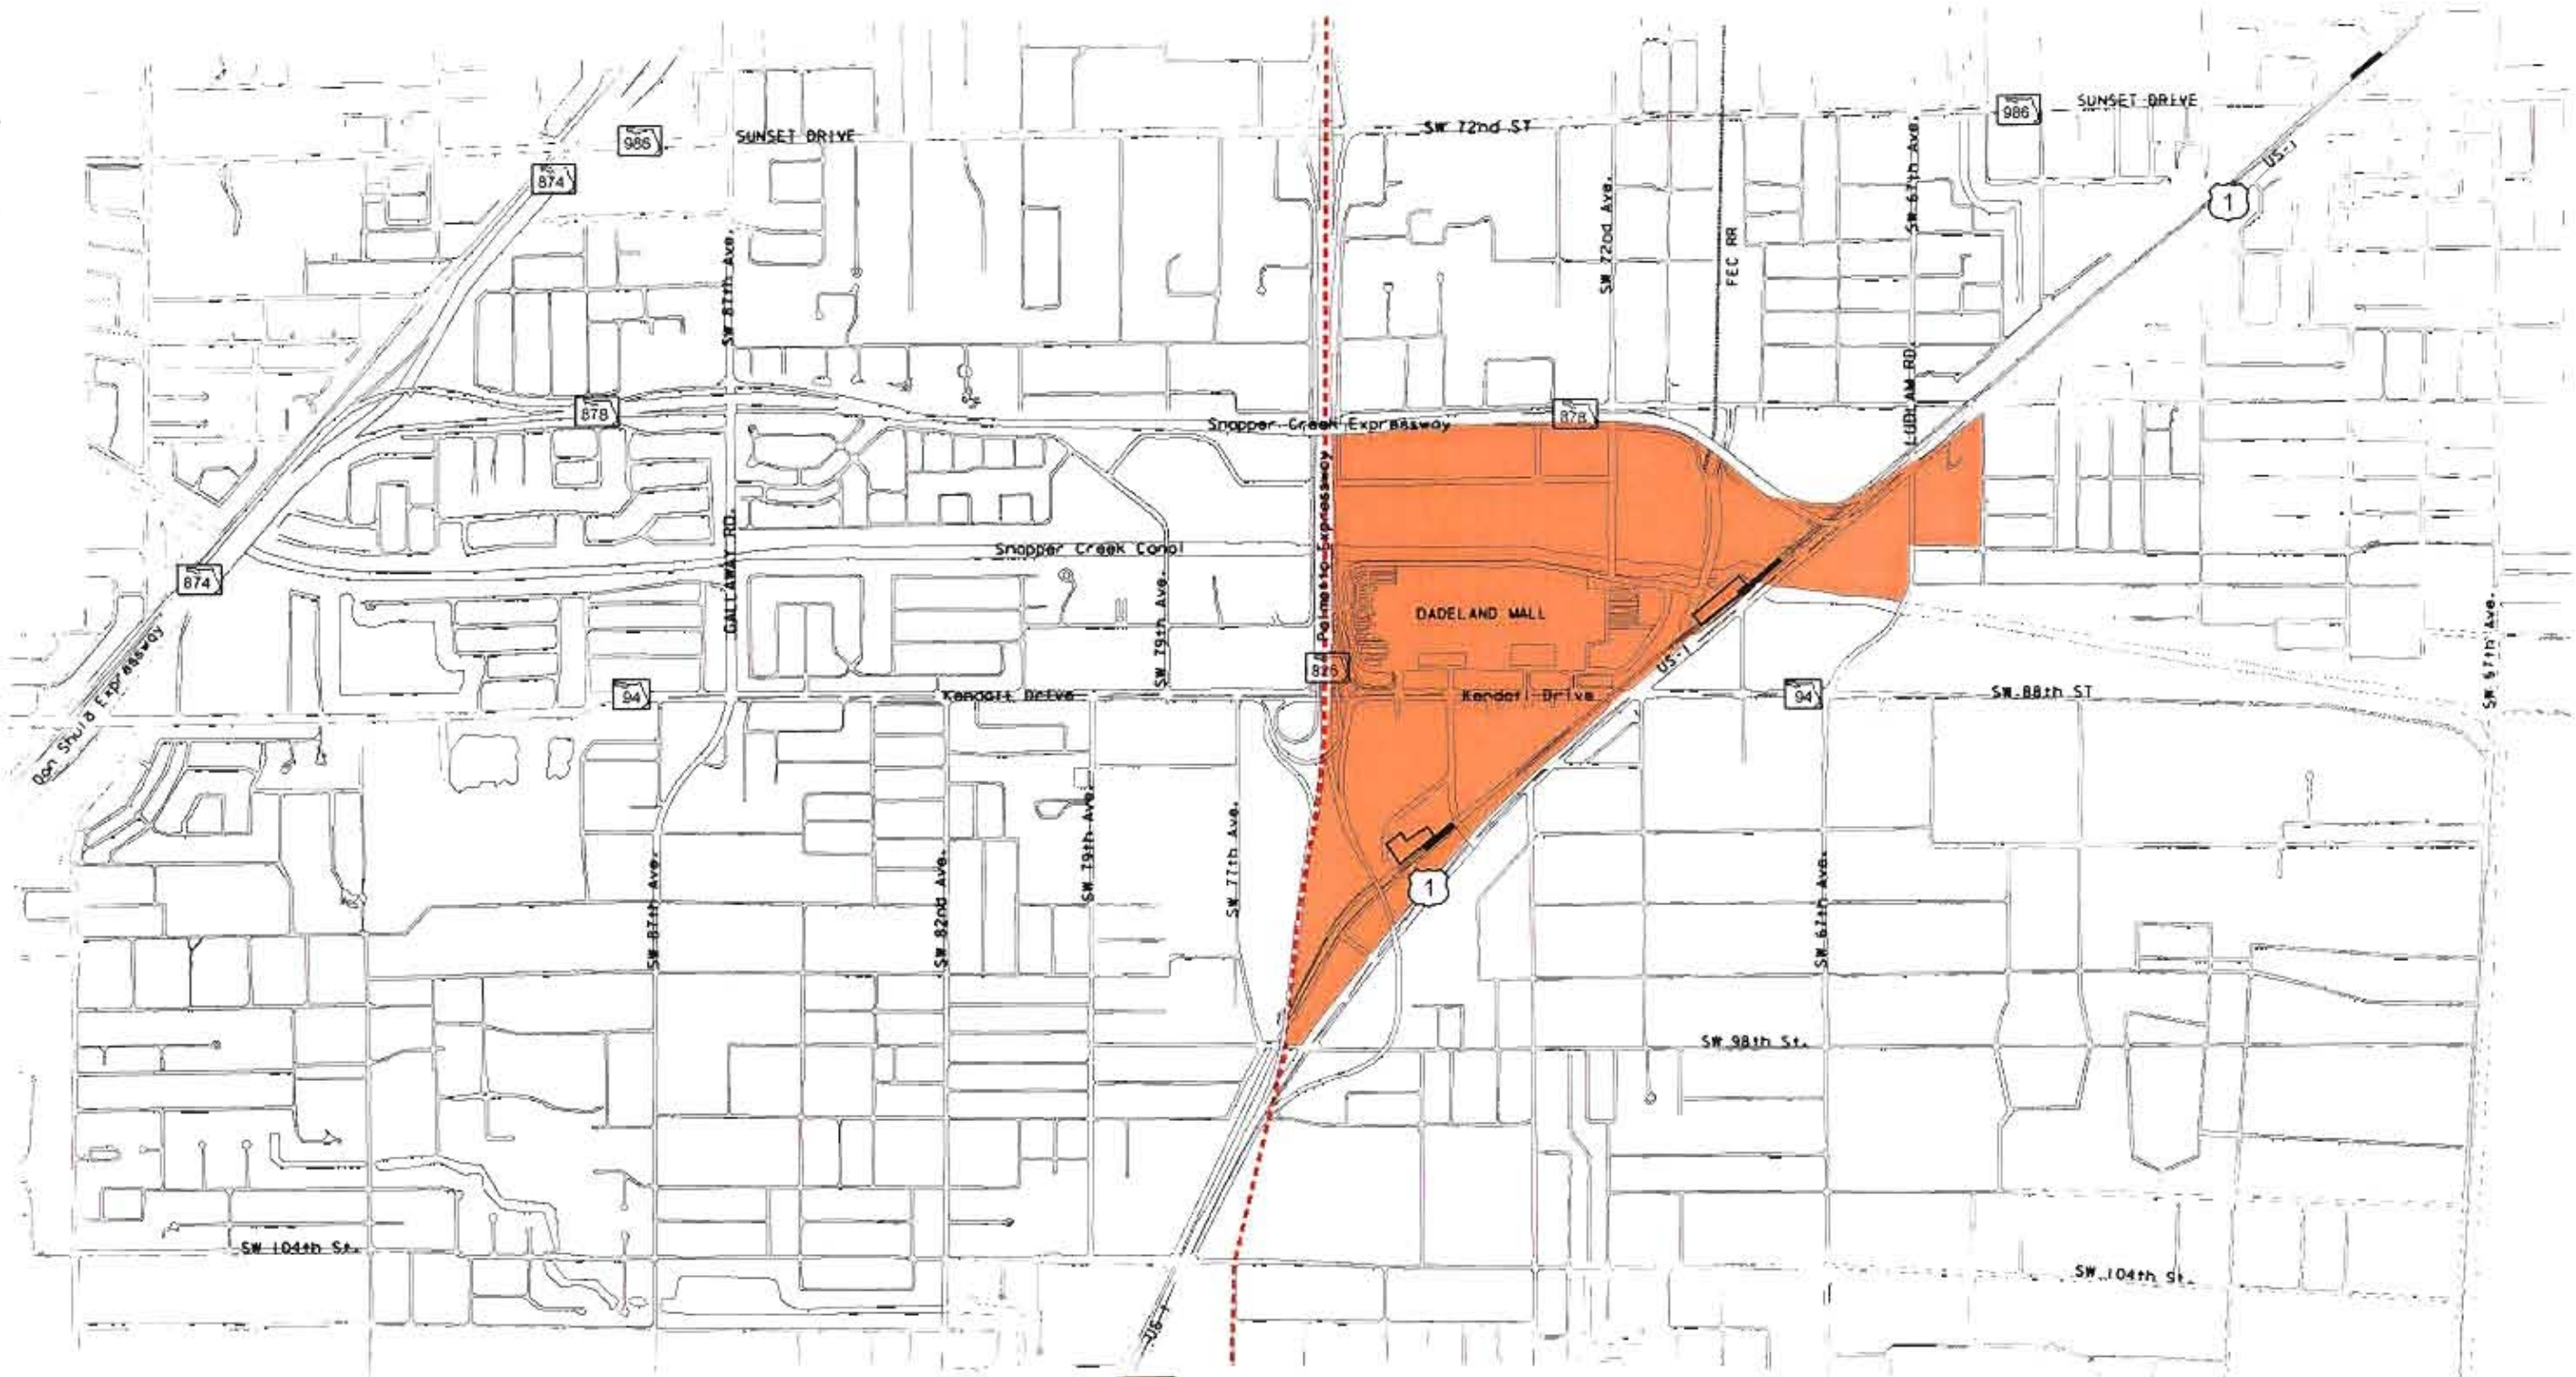 SUNSET DRIVE
986
US-1
SW 72nd ST
986
SUNSET DRIVE
874
1
SW 67th Ave.
SW 72nd Ave.
FEC RR
SW 87th Ave.
LUDLAM RD.
878
878
Snapper Creek Expressway
Palmetto Expressway
GALLAWAY RD.
Snapper Creek Canal
874
DADELAND MALL
SW 79th Ave.
SW 57th Ave.
US-1
826
Don Shula Expressway
94
Kendall Drive
Kendall Drive
94
SW 88th ST
SW 79th Ave.
SW 77th Ave.
1
SW 87th Ave.
SW 82nd Ave.
SW 67th Ave.
SW 98th St.
SW 104th St.
SW 104th St.
US-1